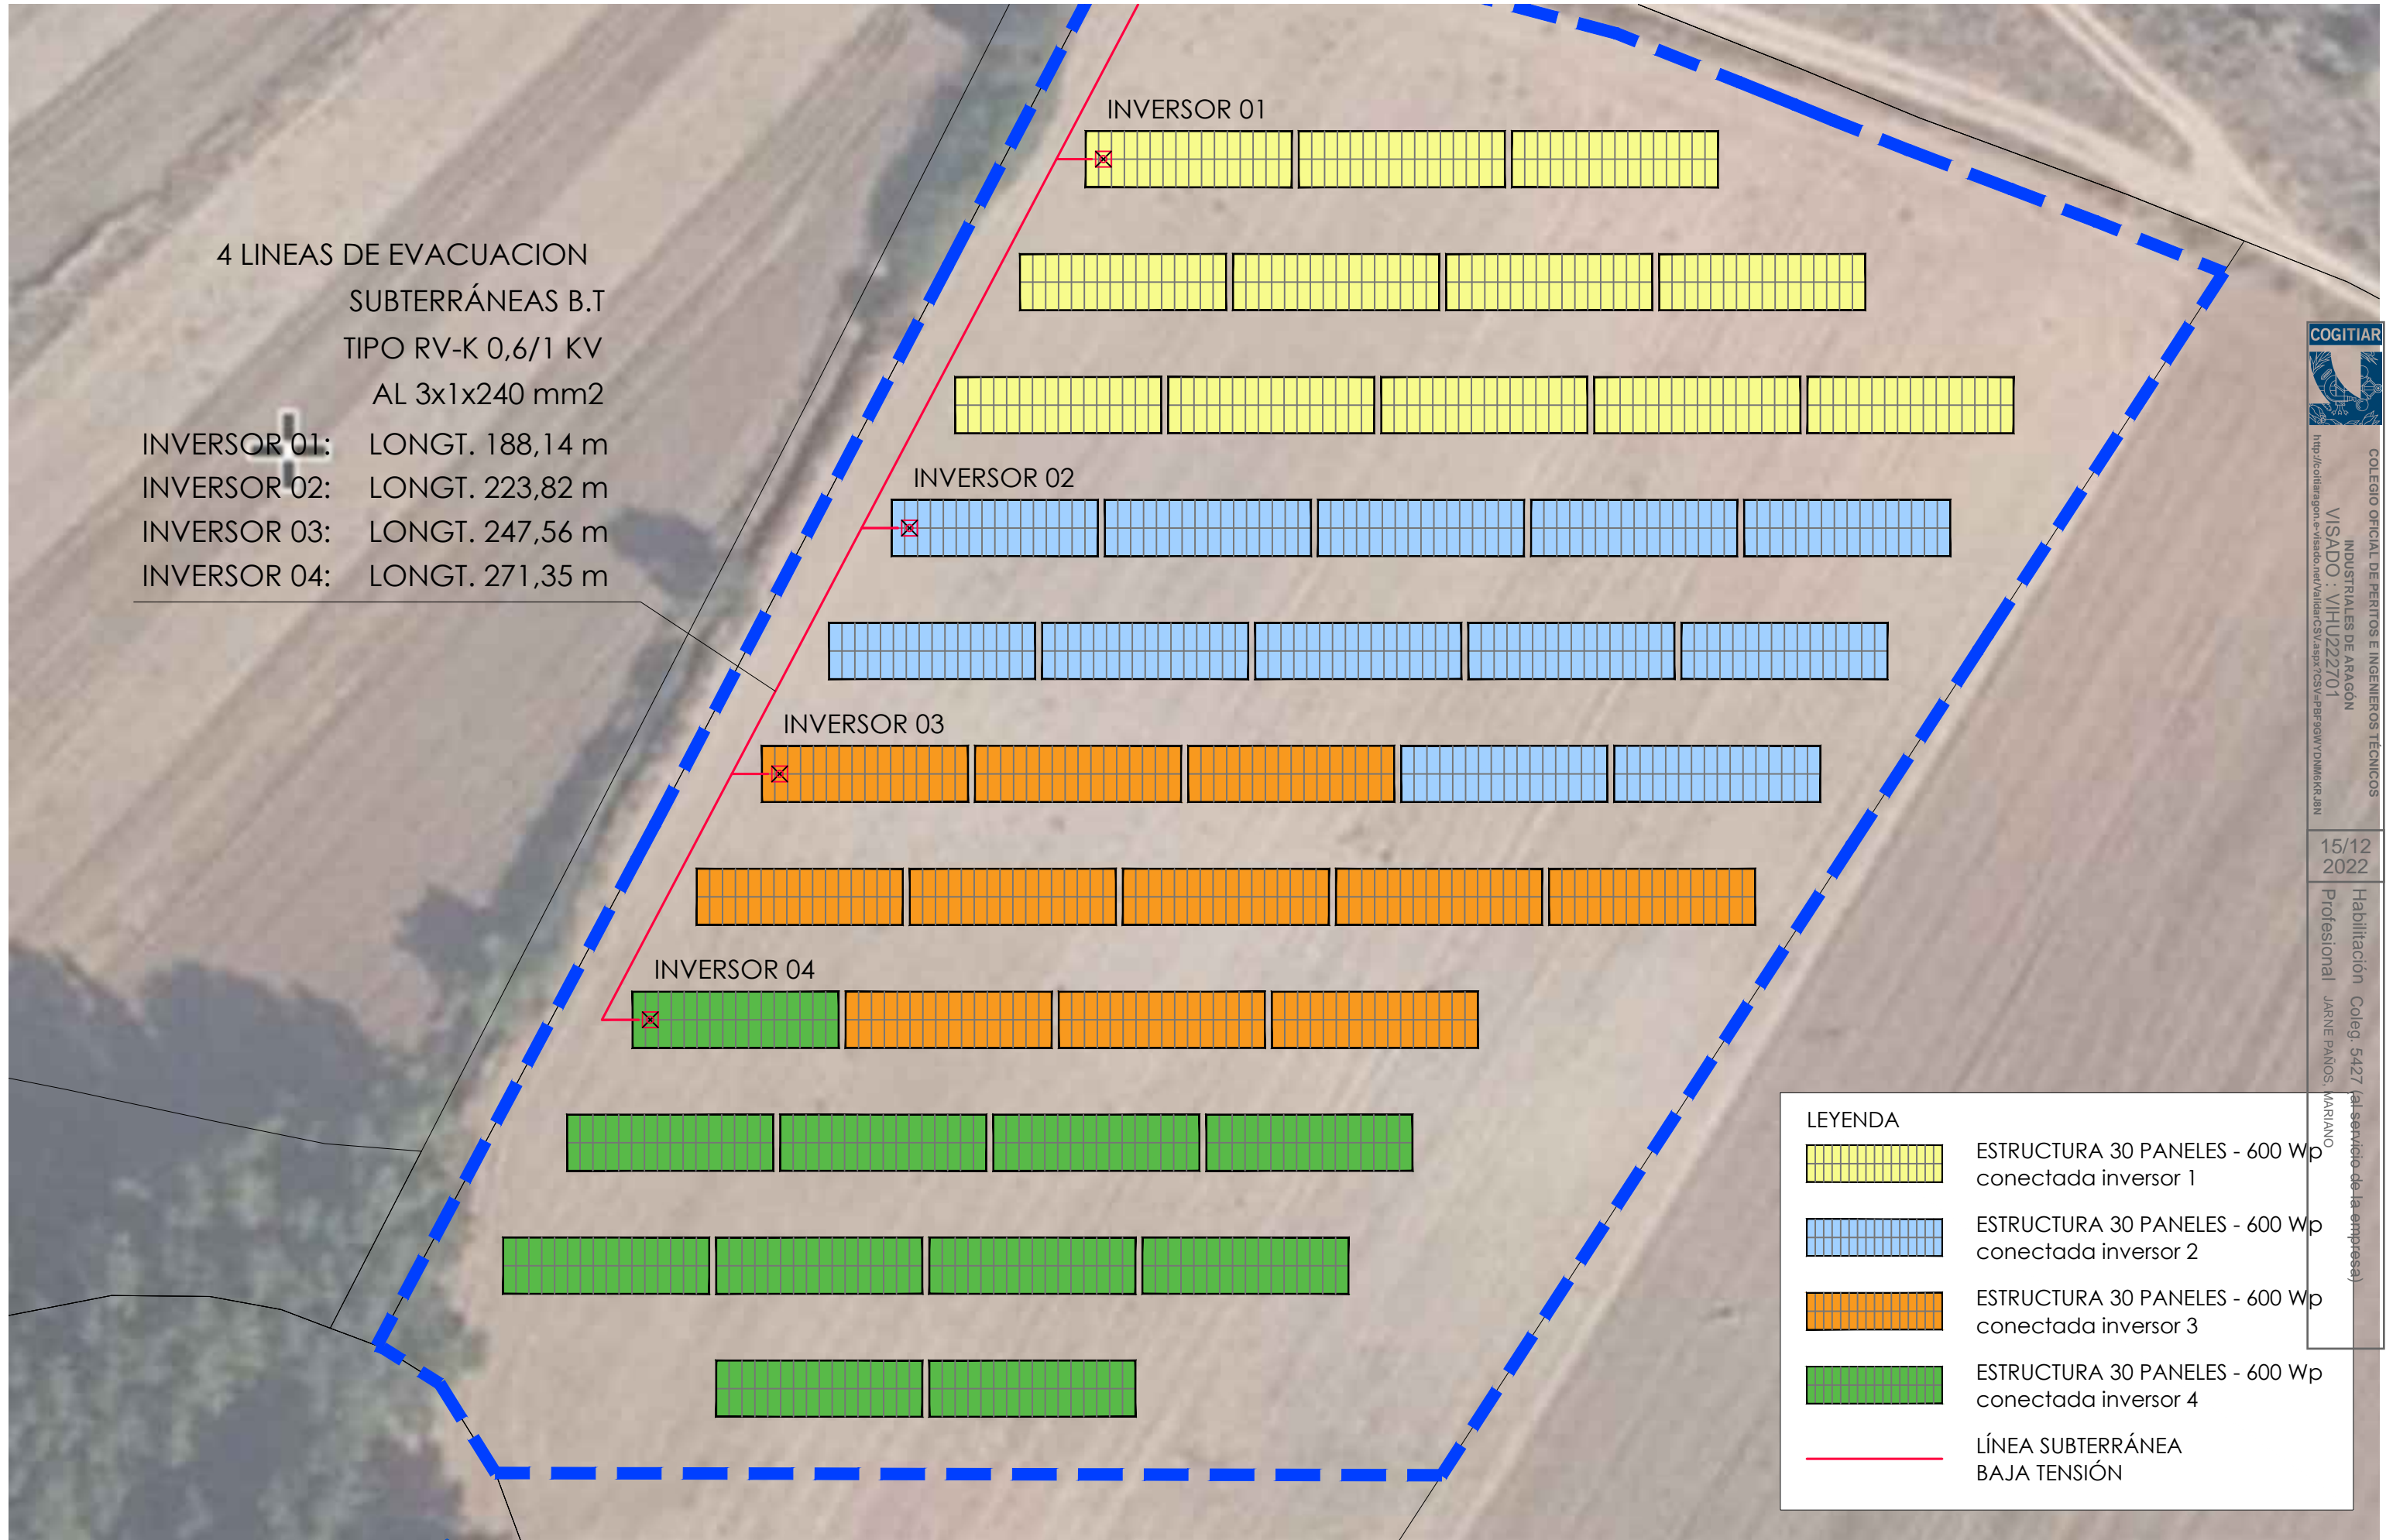 INVERSOR 01
4 LINEAS DE EVACUACION
SUBTERRÁNEAS B.T
TIPO RV-K 0,6/1 KV
AL 3x1x240 mm2
INVERSOR 01: LONGT. 188,14 m
INVERSOR 02: LONGT. 223,82 m
INVERSOR 03: LONGT. 247,56 m
INVERSOR 04: LONGT. 271,35 m
INVERSOR 02
INVERSOR 03
INVERSOR 04
LEYENDA
ESTRUCTURA 30 PANELES - 600 Wp
conectada inversor 1
ESTRUCTURA 30 PANELES - 600 Wp
conectada inversor 2
ESTRUCTURA 30 PANELES - 600 Wp
conectada inversor 3
ESTRUCTURA 30 PANELES - 600 Wp
conectada inversor 4
LÍNEA SUBTERRÁNEA
BAJA TENSIÓN
COGITIAR
COLEGIO OFICIAL DE PERITOS E INGENIEROS TÉCNICOS
INDUSTRIALES DE ARAGÓN
VISADO : VIHU222701
15/12
2022
Habilitación Coleg. 5427 (al servicio de la empresa)
Profesional JARNE PAÑOS, MARIANO